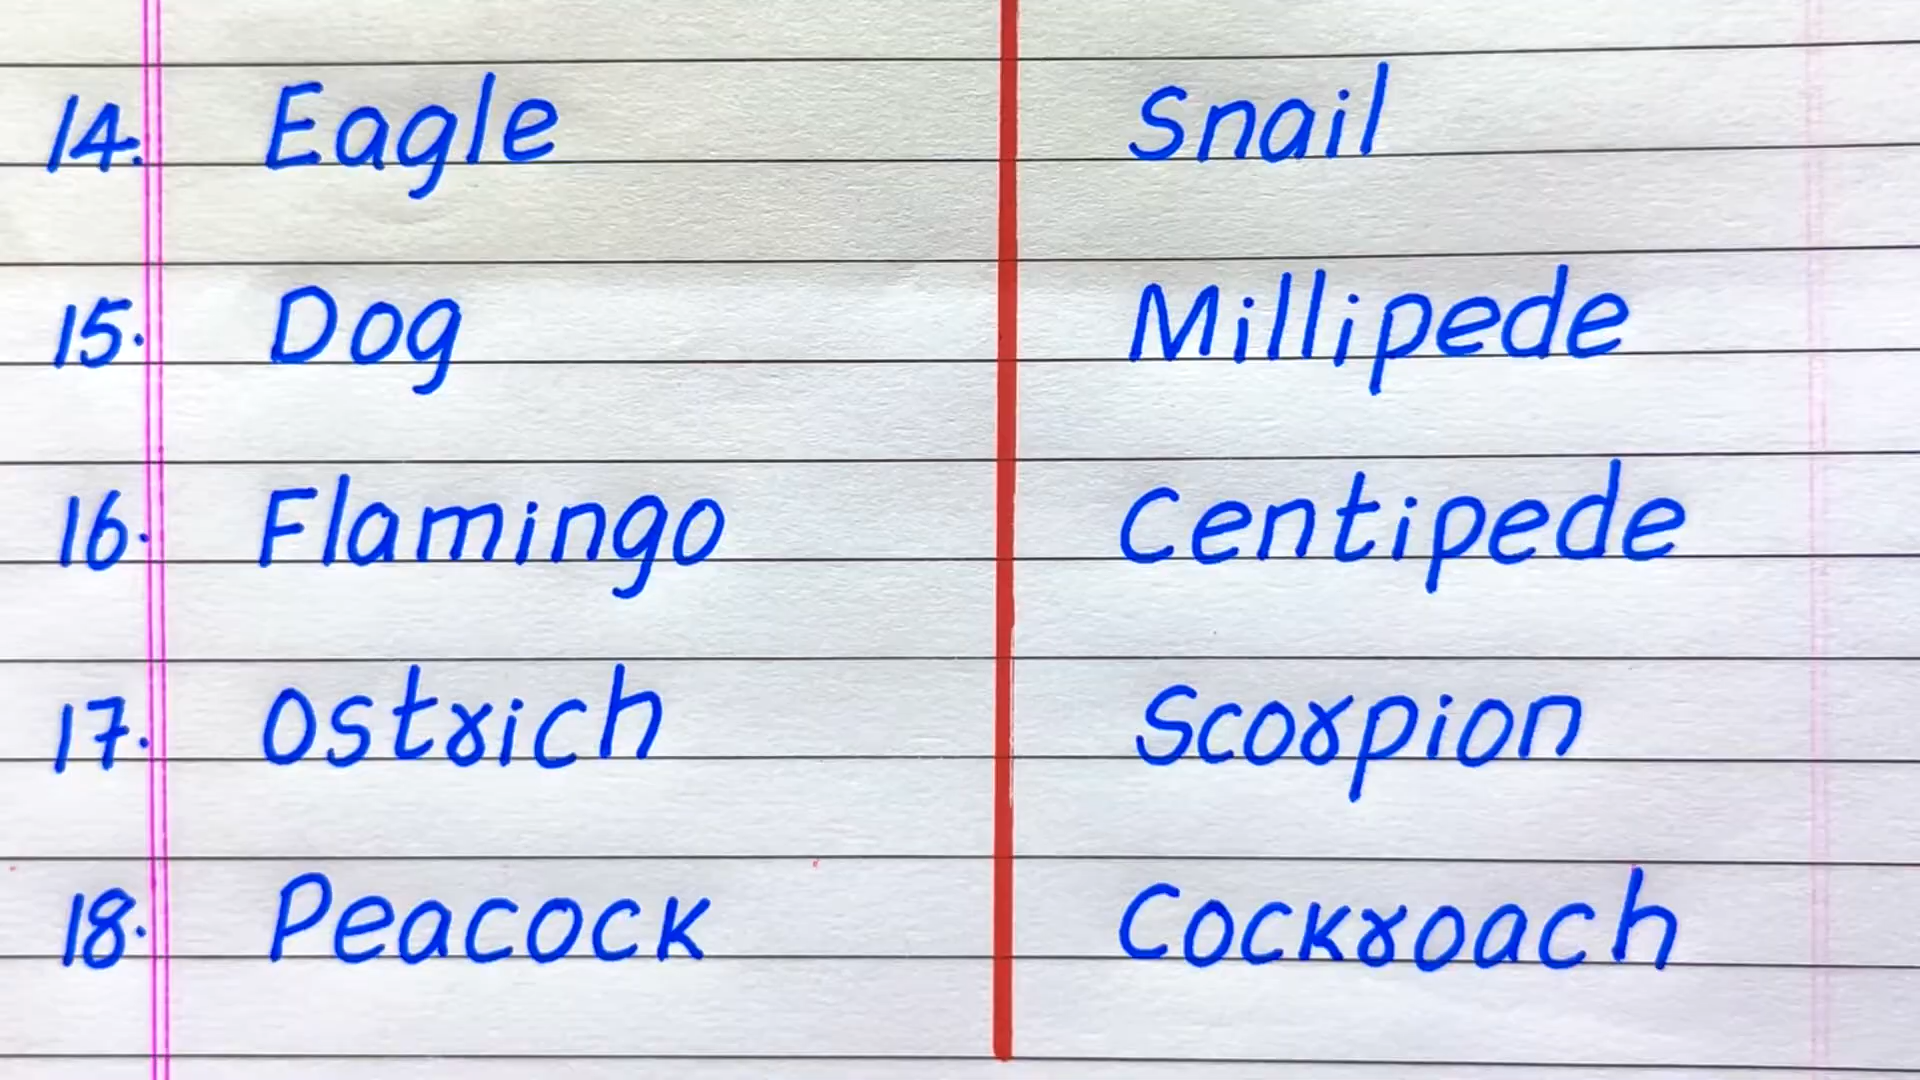 14. Eagle Snail
15. Dog Millipede
16. Flamingo Centipede
17. Ostrich Scorpion
18. Peacock Cockroach